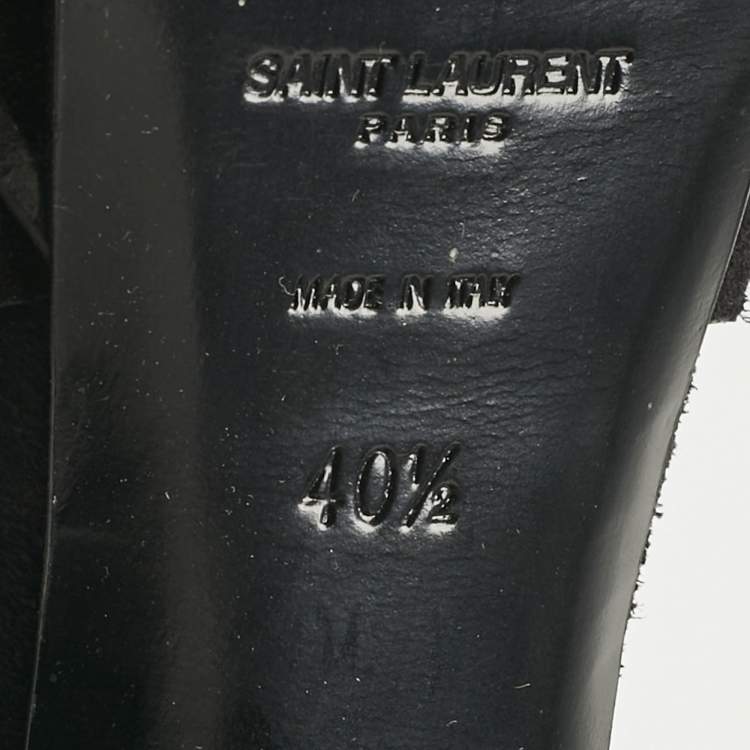 SAINT LAURENT
PARIS
MADE IN ITALY
40½